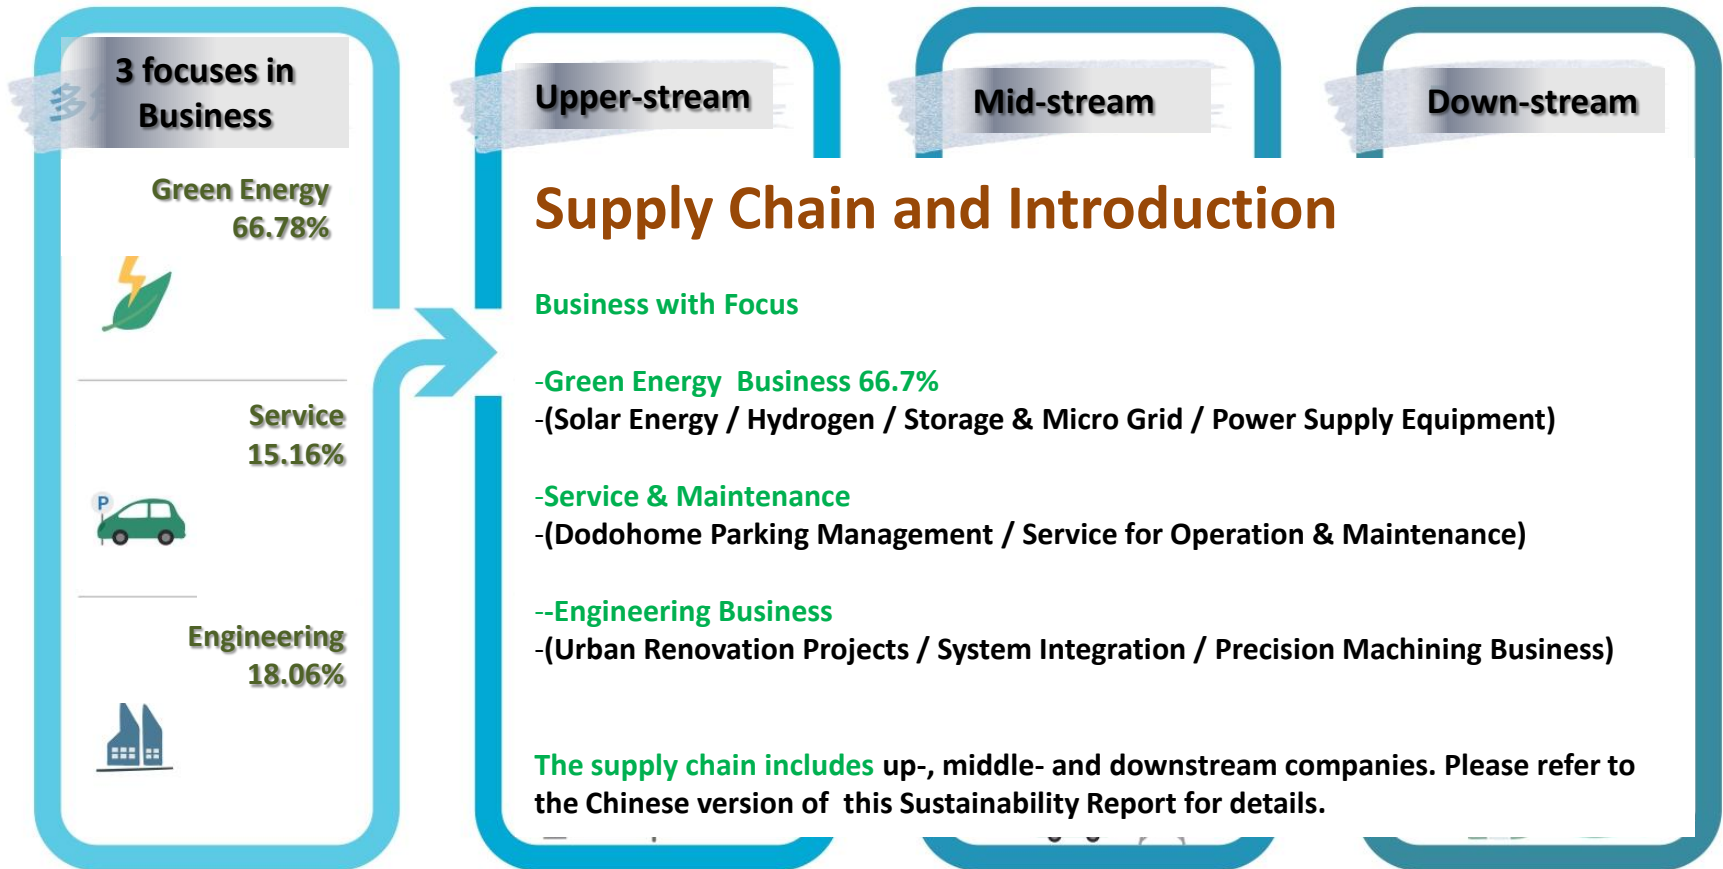 3 focuses in
Business
Upper-stream
Mid-stream
Down-stream
Green Energy
66.78%
Service
15.16%
P
Engineering
18.06%
Supply Chain and Introduction
Business with Focus
-Green Energy  Business 66.7%
-(Solar Energy / Hydrogen / Storage & Micro Grid / Power Supply Equipment)
-Service & Maintenance
-(Dodohome Parking Management / Service for Operation & Maintenance)
--Engineering Business
-(Urban Renovation Projects / System Integration / Precision Machining Business)
The supply chain includes up-, middle- and downstream companies. Please refer to
the Chinese version of  this Sustainability Report for details.